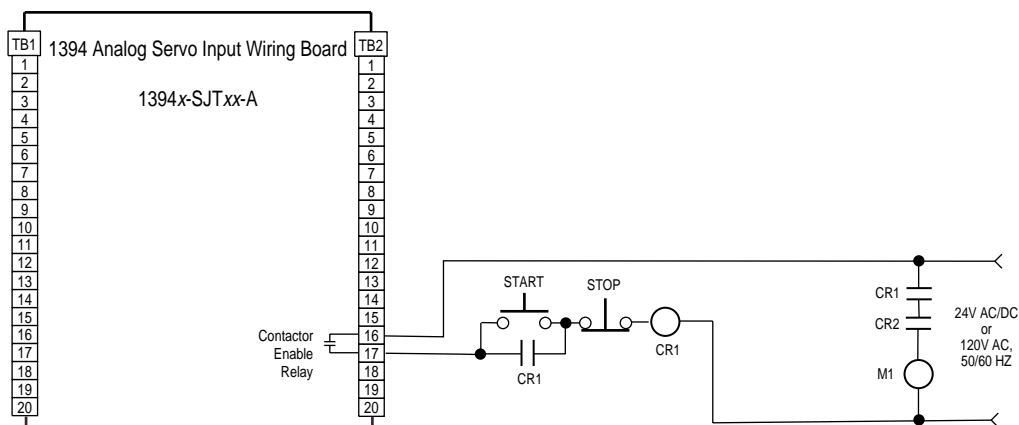 TB1
1394 Analog Servo Input Wiring Board
TB2
1394x-SJTxx-A
1
2
3
4
5
6
7
8
9
10
11
12
13
14
15
16
17
18
19
20
1
2
3
4
5
6
7
8
9
10
11
12
13
14
15
16
17
18
19
20
Contactor
Enable
Relay
START
STOP
CR1
CR1
CR1
CR2
M1
24V AC/DC
or
120V AC,
50/60 HZ